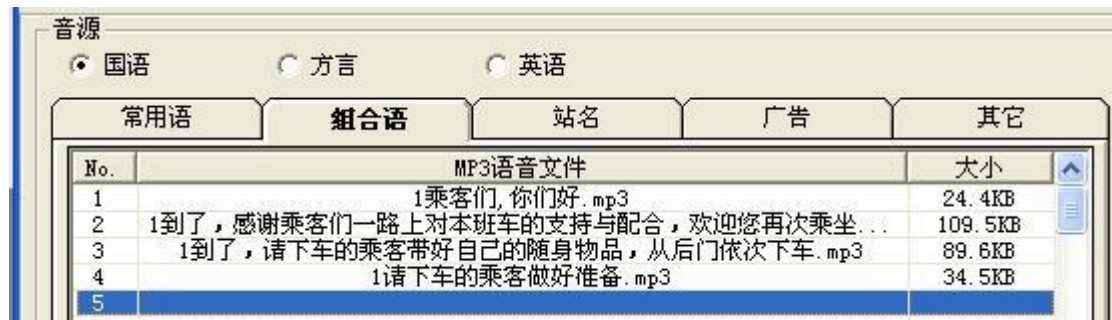 音源
国语 方言 英语
常用语 组合语 站名 广告 其它
No. MP3语音文件 大小
1 1乘客们,你们好.mp3 24.4KB
2 1到了，感谢乘客们一路上对本班车的支持与配合，欢迎您再次乘坐... 109.5KB
3 1到了，请下车的乘客带好自己的随身物品，从后门依次下车.mp3 89.6KB
4 1请下车的乘客做好准备.mp3 34.5KB
5